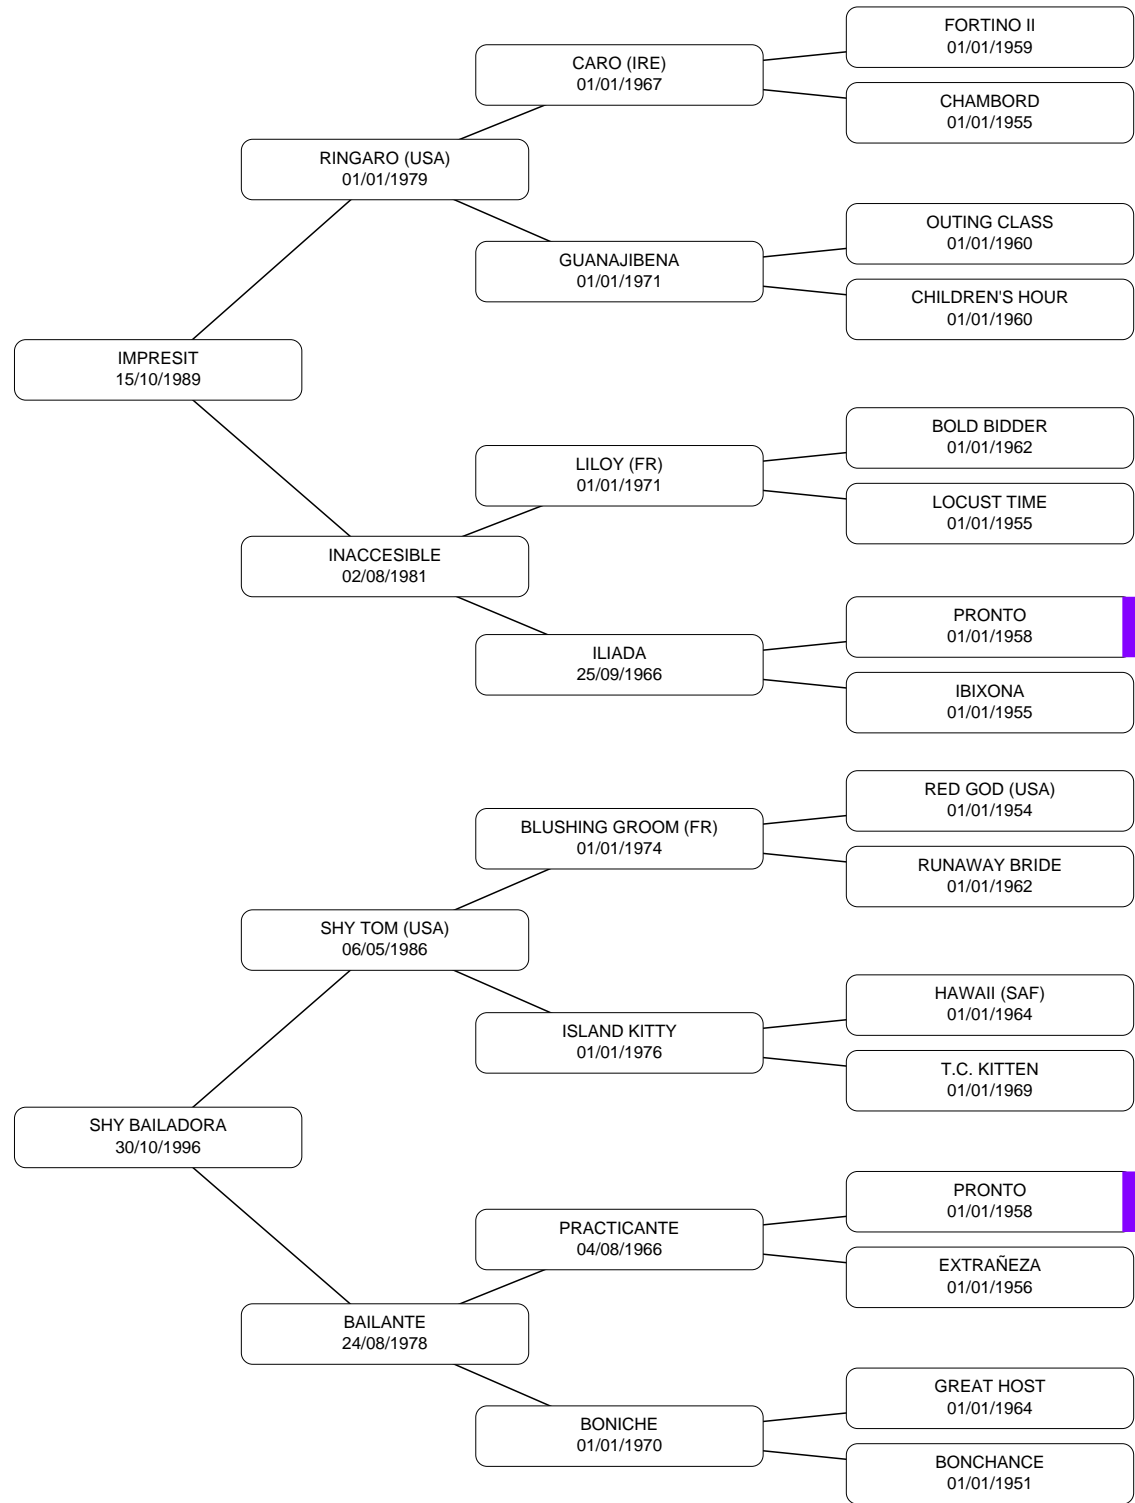 FORTINO II
01/01/1959
CARO (IRE)
01/01/1967
CHAMBORD
01/01/1955
RINGARO (USA)
01/01/1979
OUTING CLASS
01/01/1960
GUANAJIBENA
01/01/1971
CHILDREN'S HOUR
01/01/1960
IMPRESIT
15/10/1989
BOLD BIDDER
01/01/1962
LILOY (FR)
01/01/1971
LOCUST TIME
01/01/1955
INACCESIBLE
02/08/1981
PRONTO
01/01/1958
ILIADA
25/09/1966
IBIXONA
01/01/1955
RED GOD (USA)
01/01/1954
BLUSHING GROOM (FR)
01/01/1974
RUNAWAY BRIDE
01/01/1962
SHY TOM (USA)
06/05/1986
HAWAII (SAF)
01/01/1964
ISLAND KITTY
01/01/1976
T.C. KITTEN
01/01/1969
SHY BAILADORA
30/10/1996
PRONTO
01/01/1958
PRACTICANTE
04/08/1966
EXTRAÑEZA
01/01/1956
BAILANTE
24/08/1978
GREAT HOST
01/01/1964
BONICHE
01/01/1970
BONCHANCE
01/01/1951